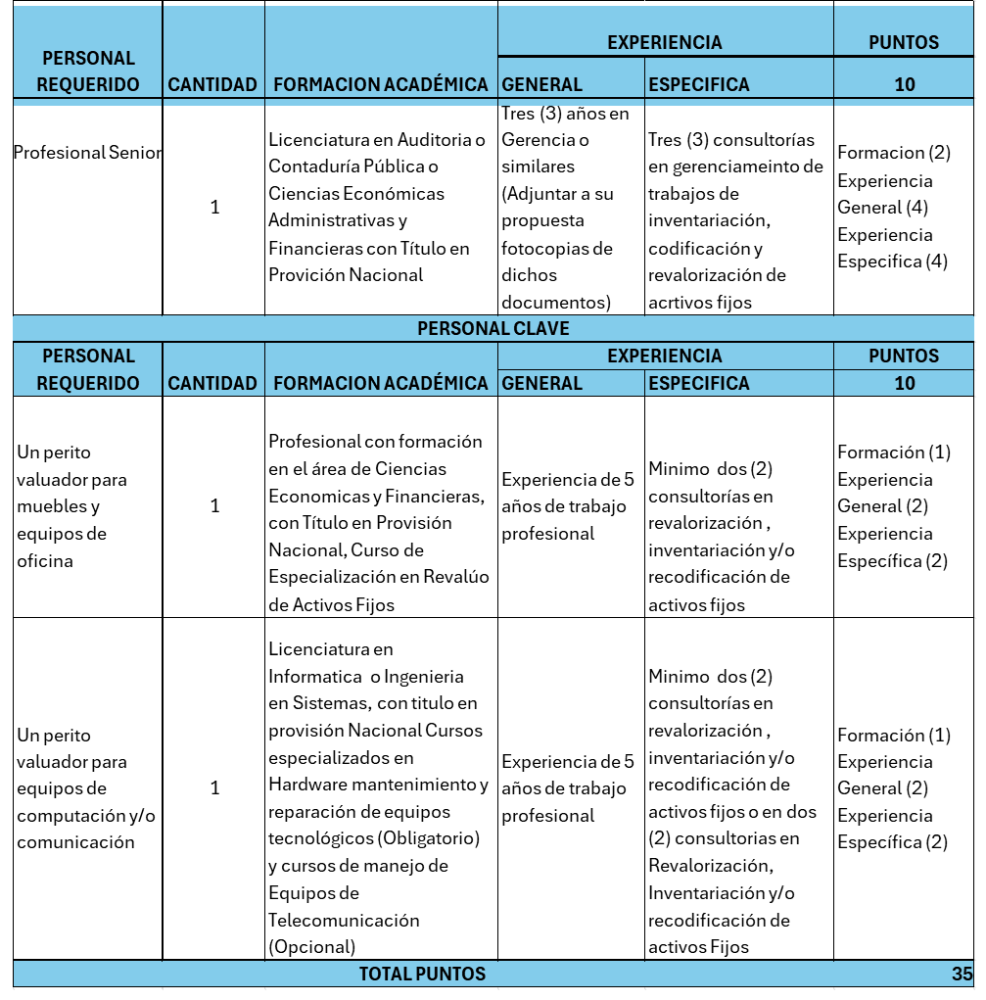 PERSONAL
REQUERIDO
CANTIDAD
FORMACION ACADÉMICA
EXPERIENCIA
PUNTOS
GENERAL
ESPECIFICA
10
Profesional Senior
1
Licenciatura en Auditoria o
Contaduría Pública o
Ciencias Económicas
Administrativas y
Financieras con Título en
Provición Nacional
Tres (3) años en
Gerencia o
similares
(Adjuntar a su
propuesta
fotocopias de
dichos
documentos)
Tres (3) consultorías
en gerenciameinto de
trabajos de
inventariación,
codificación y
revalorización de
acrtivos fijos
Formacion (2)
Experiencia
General (4)
Experiencia
Especifica (4)
PERSONAL CLAVE
PERSONAL
REQUERIDO
CANTIDAD
FORMACION ACADÉMICA
EXPERIENCIA
PUNTOS
GENERAL
ESPECIFICA
10
Un perito
valuador para
muebles y
equipos de
oficina
1
Profesional con formación
en el área de Ciencias
Economicas y Financieras,
con Título en Provisión
Nacional, Curso de
Especialización en Revalúo
de Activos Fijos
Experiencia de 5
años de trabajo
profesional
Minimo dos (2)
consultorías en
revalorización ,
inventariación y/o
recodificación de
activos fijos
Formación (1)
Experiencia
General (2)
Experiencia
Específica (2)
Un perito
valuador para
equipos de
computación y/o
comunicación
1
Licenciatura en
Informatica o Ingenieria
en Sistemas, con titulo en
provisión Nacional Cursos
especializados en
Hardware mantenimiento y
reparación de equipos
tecnológicos (Obligatorio)
y cursos de manejo de
Equipos de
Telecomunicación
(Opcional)
Experiencia de 5
años de trabajo
profesional
Minimo dos (2)
consultorías en
revalorización ,
inventariación y/o
recodificación de
activos fijos o en dos
(2) consultorias en
Revalorización,
Inventariación y/o
recodificación de
activos Fijos
Formación (1)
Experiencia
General (2)
Experiencia
Específica (2)
TOTAL PUNTOS
35